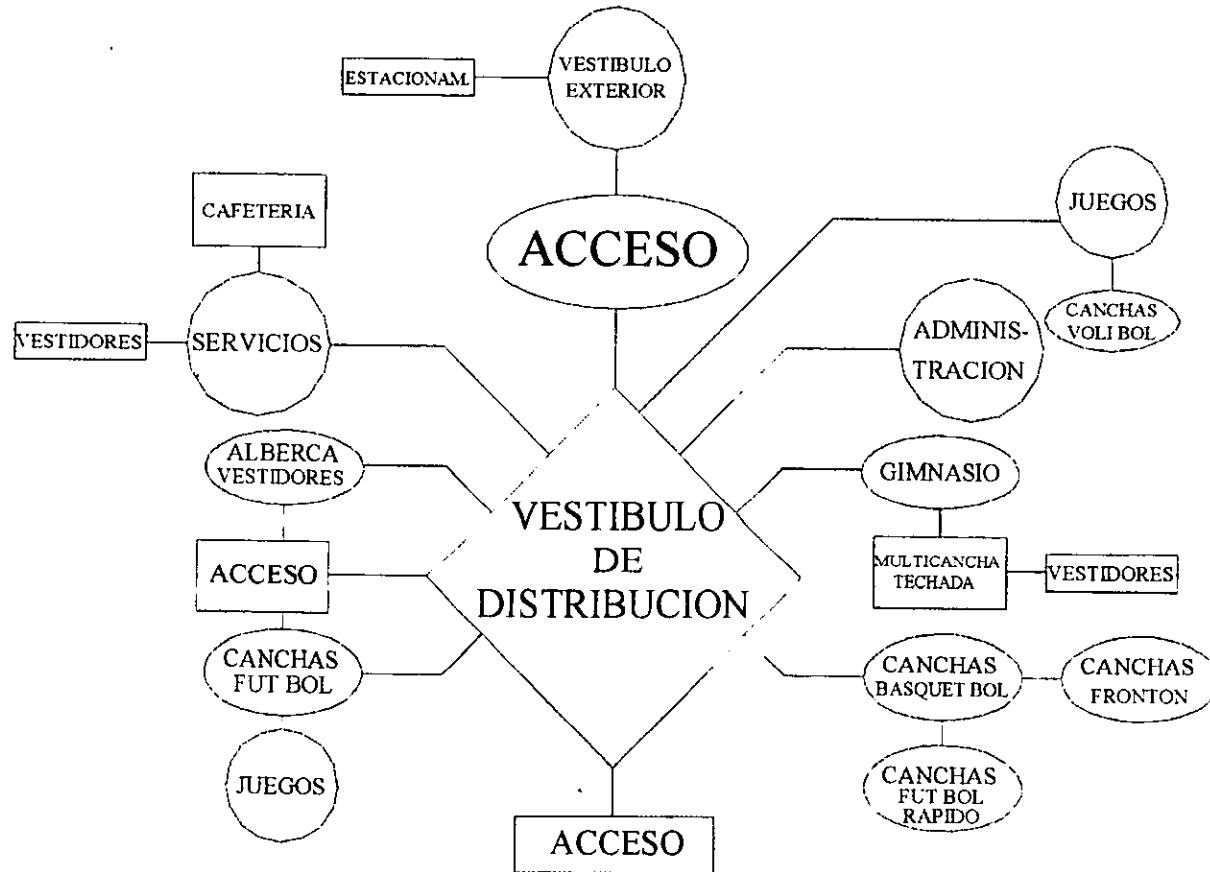 ESTACIONAM.
VESTIBULO
EXTERIOR
CAFETERIA
ACCESO
JUEGOS
CANCHAS
VOLI BOL
VESTIDORES
SERVICIOS
ADMINIS-
TRACION
ALBERCA
VESTIDORES
GIMNASIO
VESTIBULO
DE
DISTRIBUCION
ACCESO
MULTICANCHA
TECHADA
VESTIDORES
CANCHAS
FUT BOL
CANCHAS
BASQUET BOL
CANCHAS
FRONTON
JUEGOS
CANCHAS
FUT BOL
RAPIDO
ACCESO